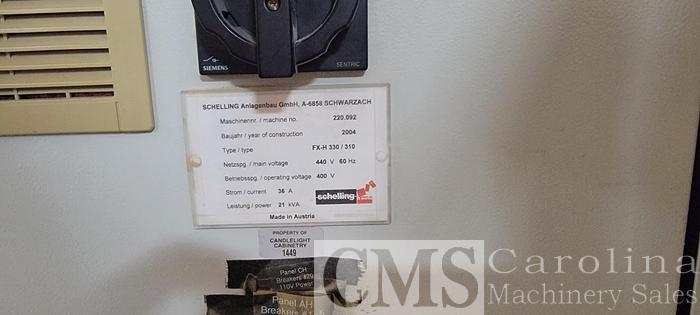 SIEMENS SENTRIC
SCHELLING Anlagenbau GmbH, A-6858 SCHWARZACH
Maschinennr. / machine no. 220.092
Baujahr / year of construction 2004
Type / type FX-H 330 / 310
Netzspg. / main voltage 440 V 60 Hz
Betriebsspg. / operating voltage 400 V
Strom / current 36 A
schelling
Leistung / power 21 kVA
Made in Austria
PROPERTY OF
CANDLELIGHT
CABINETRY
1449
Panel CH
Breakers #29
110V Power
Panel AH
Breakers
CMS Carolina
Machinery Sales